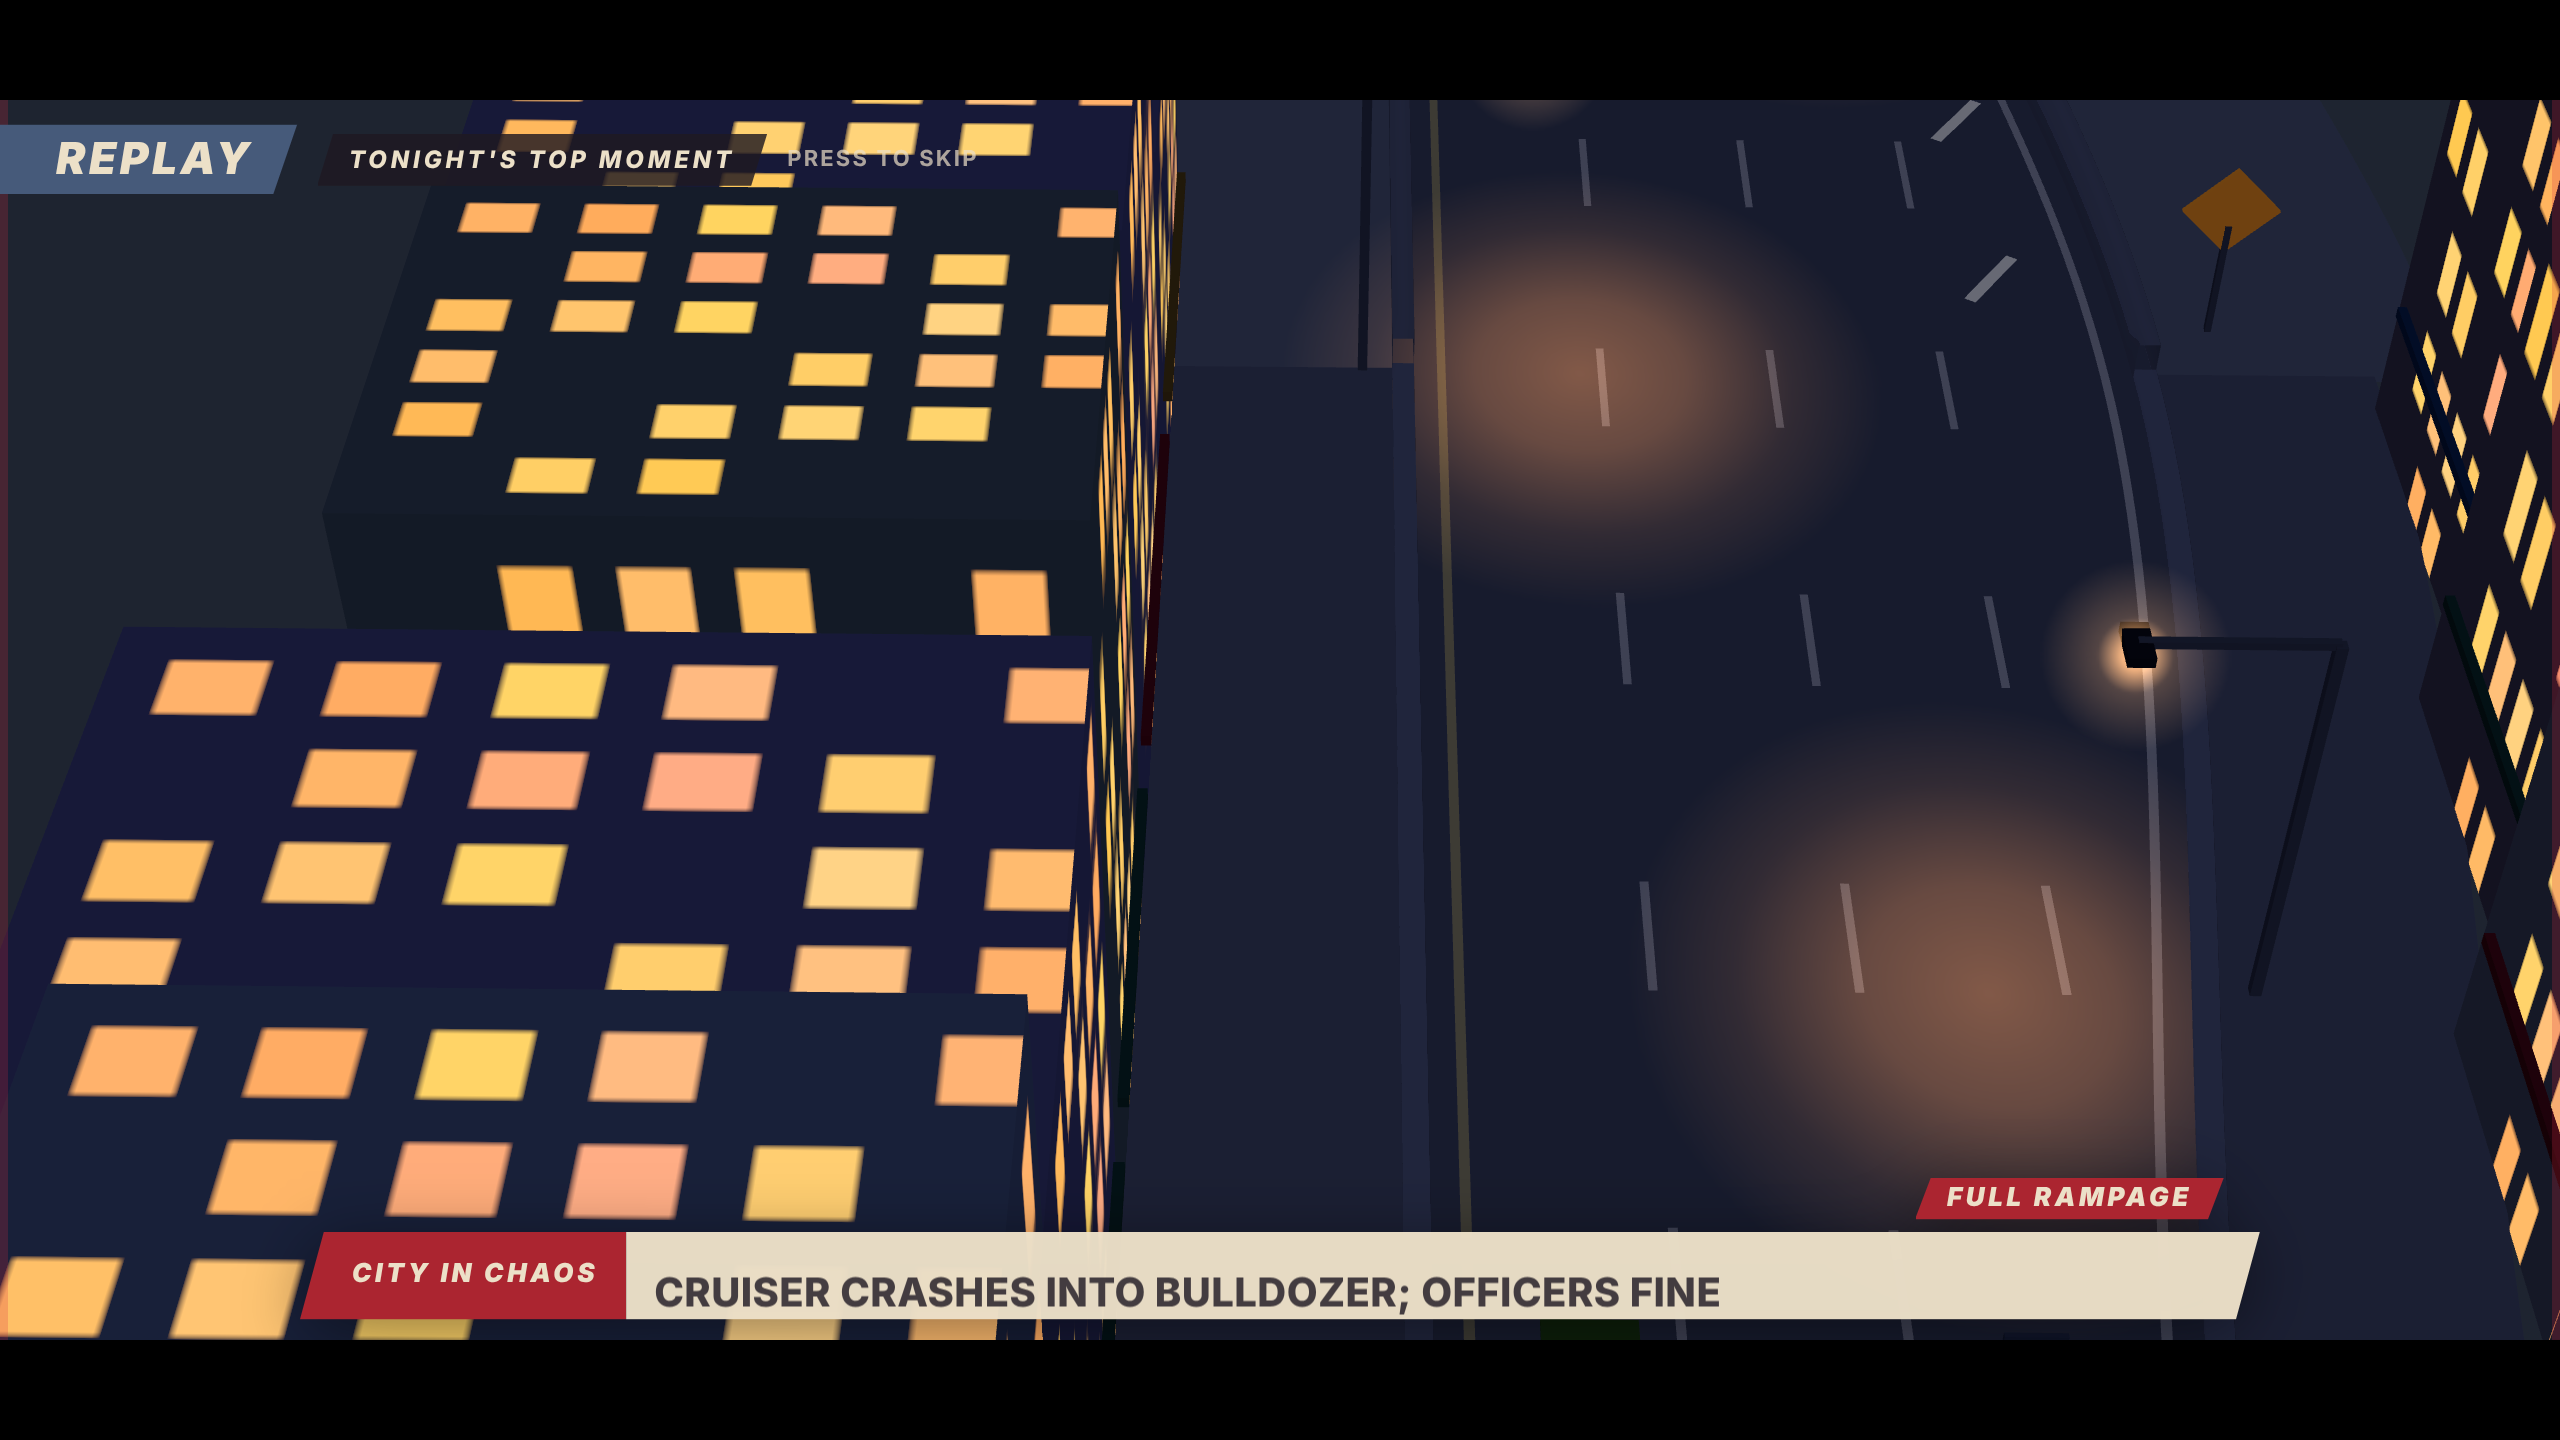 REPLAY
TONIGHT'S TOP MOMENT
PRESS TO SKIP
FULL RAMPAGE
CITY IN CHAOS
CRUISER CRASHES INTO BULLDOZER; OFFICERS FINE